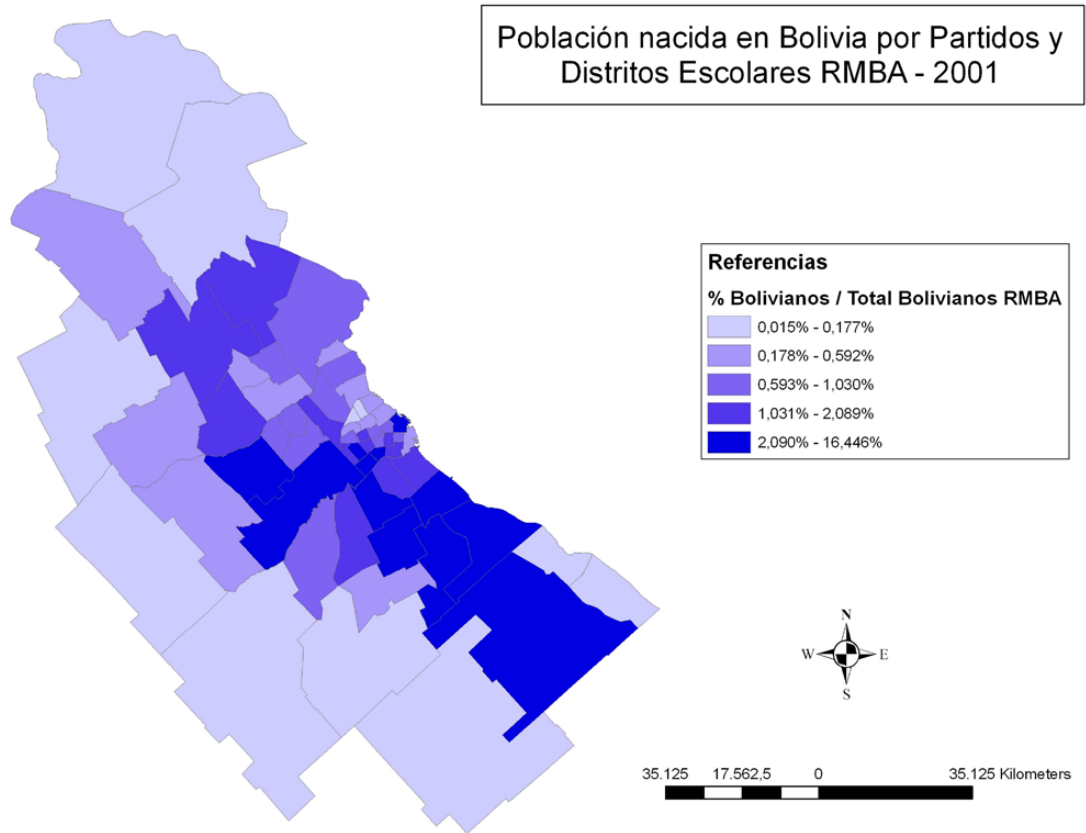 Población nacida en Bolivia por Partidos y
Distritos Escolares RMBA - 2001
Referencias
% Bolivianos / Total Bolivianos RMBA
0,015% - 0,177%
0,178% - 0,592%
0,593% - 1,030%
1,031% - 2,089%
2,090% - 16,446%
N
W E
S
35.125 17.562,5 0 35.125 Kilometers